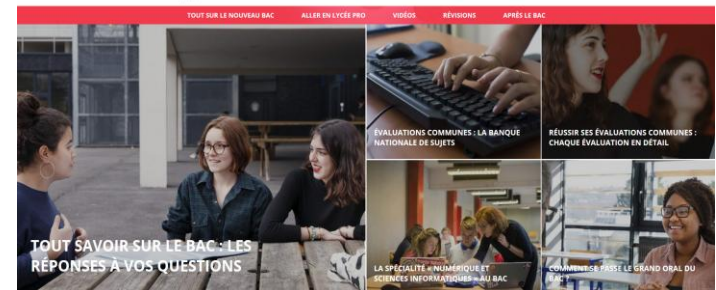 TOUT SUR LE NOUVEAU BAC ALLER EN LYCÉE PRO VIDÉOS RÉVISIONS APRÈS LE BAC
TOUT SAVOIR SUR LE BAC : LES
RÉPONSES À VOS QUESTIONS
ÉVALUATIONS COMMUNES : LA BANQUE
NATIONALE DE SUJETS
RÉUSSIR SES ÉVALUATIONS COMMUNES :
CHAQUE ÉVALUATION EN DÉTAIL
LA SPÉCIALITÉ « NUMÉRIQUE ET
SCIENCES INFORMATIQUES » AU BAC
COMMENT SE PASSE LE GRAND ORAL DU
BAC